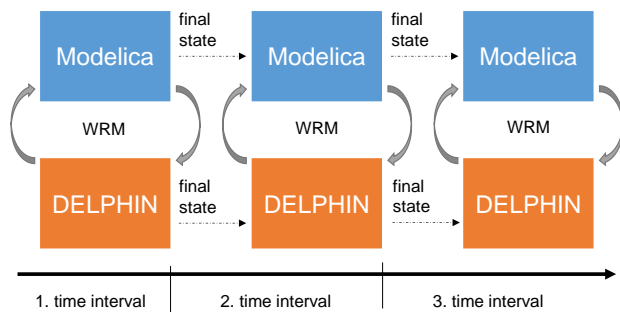 final
state
final
state
Modelica
Modelica
Modelica
WRM
WRM
WRM
DELPHIN
final
state
DELPHIN
final
state
DELPHIN
1. time interval
2. time interval
3. time interval